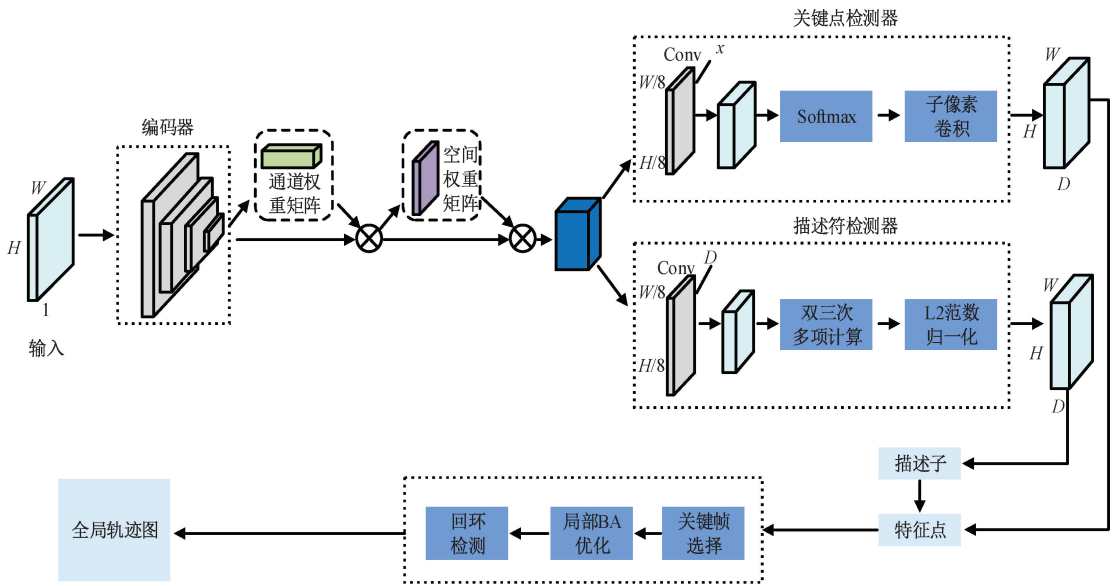 关键点检测器
Conv
x
W/8
H/8
Softmax
子像素
卷积
W
H
D
编码器
W
H
1
输入
通道权
重矩阵
空间
权重
矩阵
描述符检测器
Conv
D
W/8
H/8
双三次
多项计算
L2范数
归一化
W
H
D
描述子
特征点
关键帧
选择
局部BA
优化
回环
检测
全局轨迹图